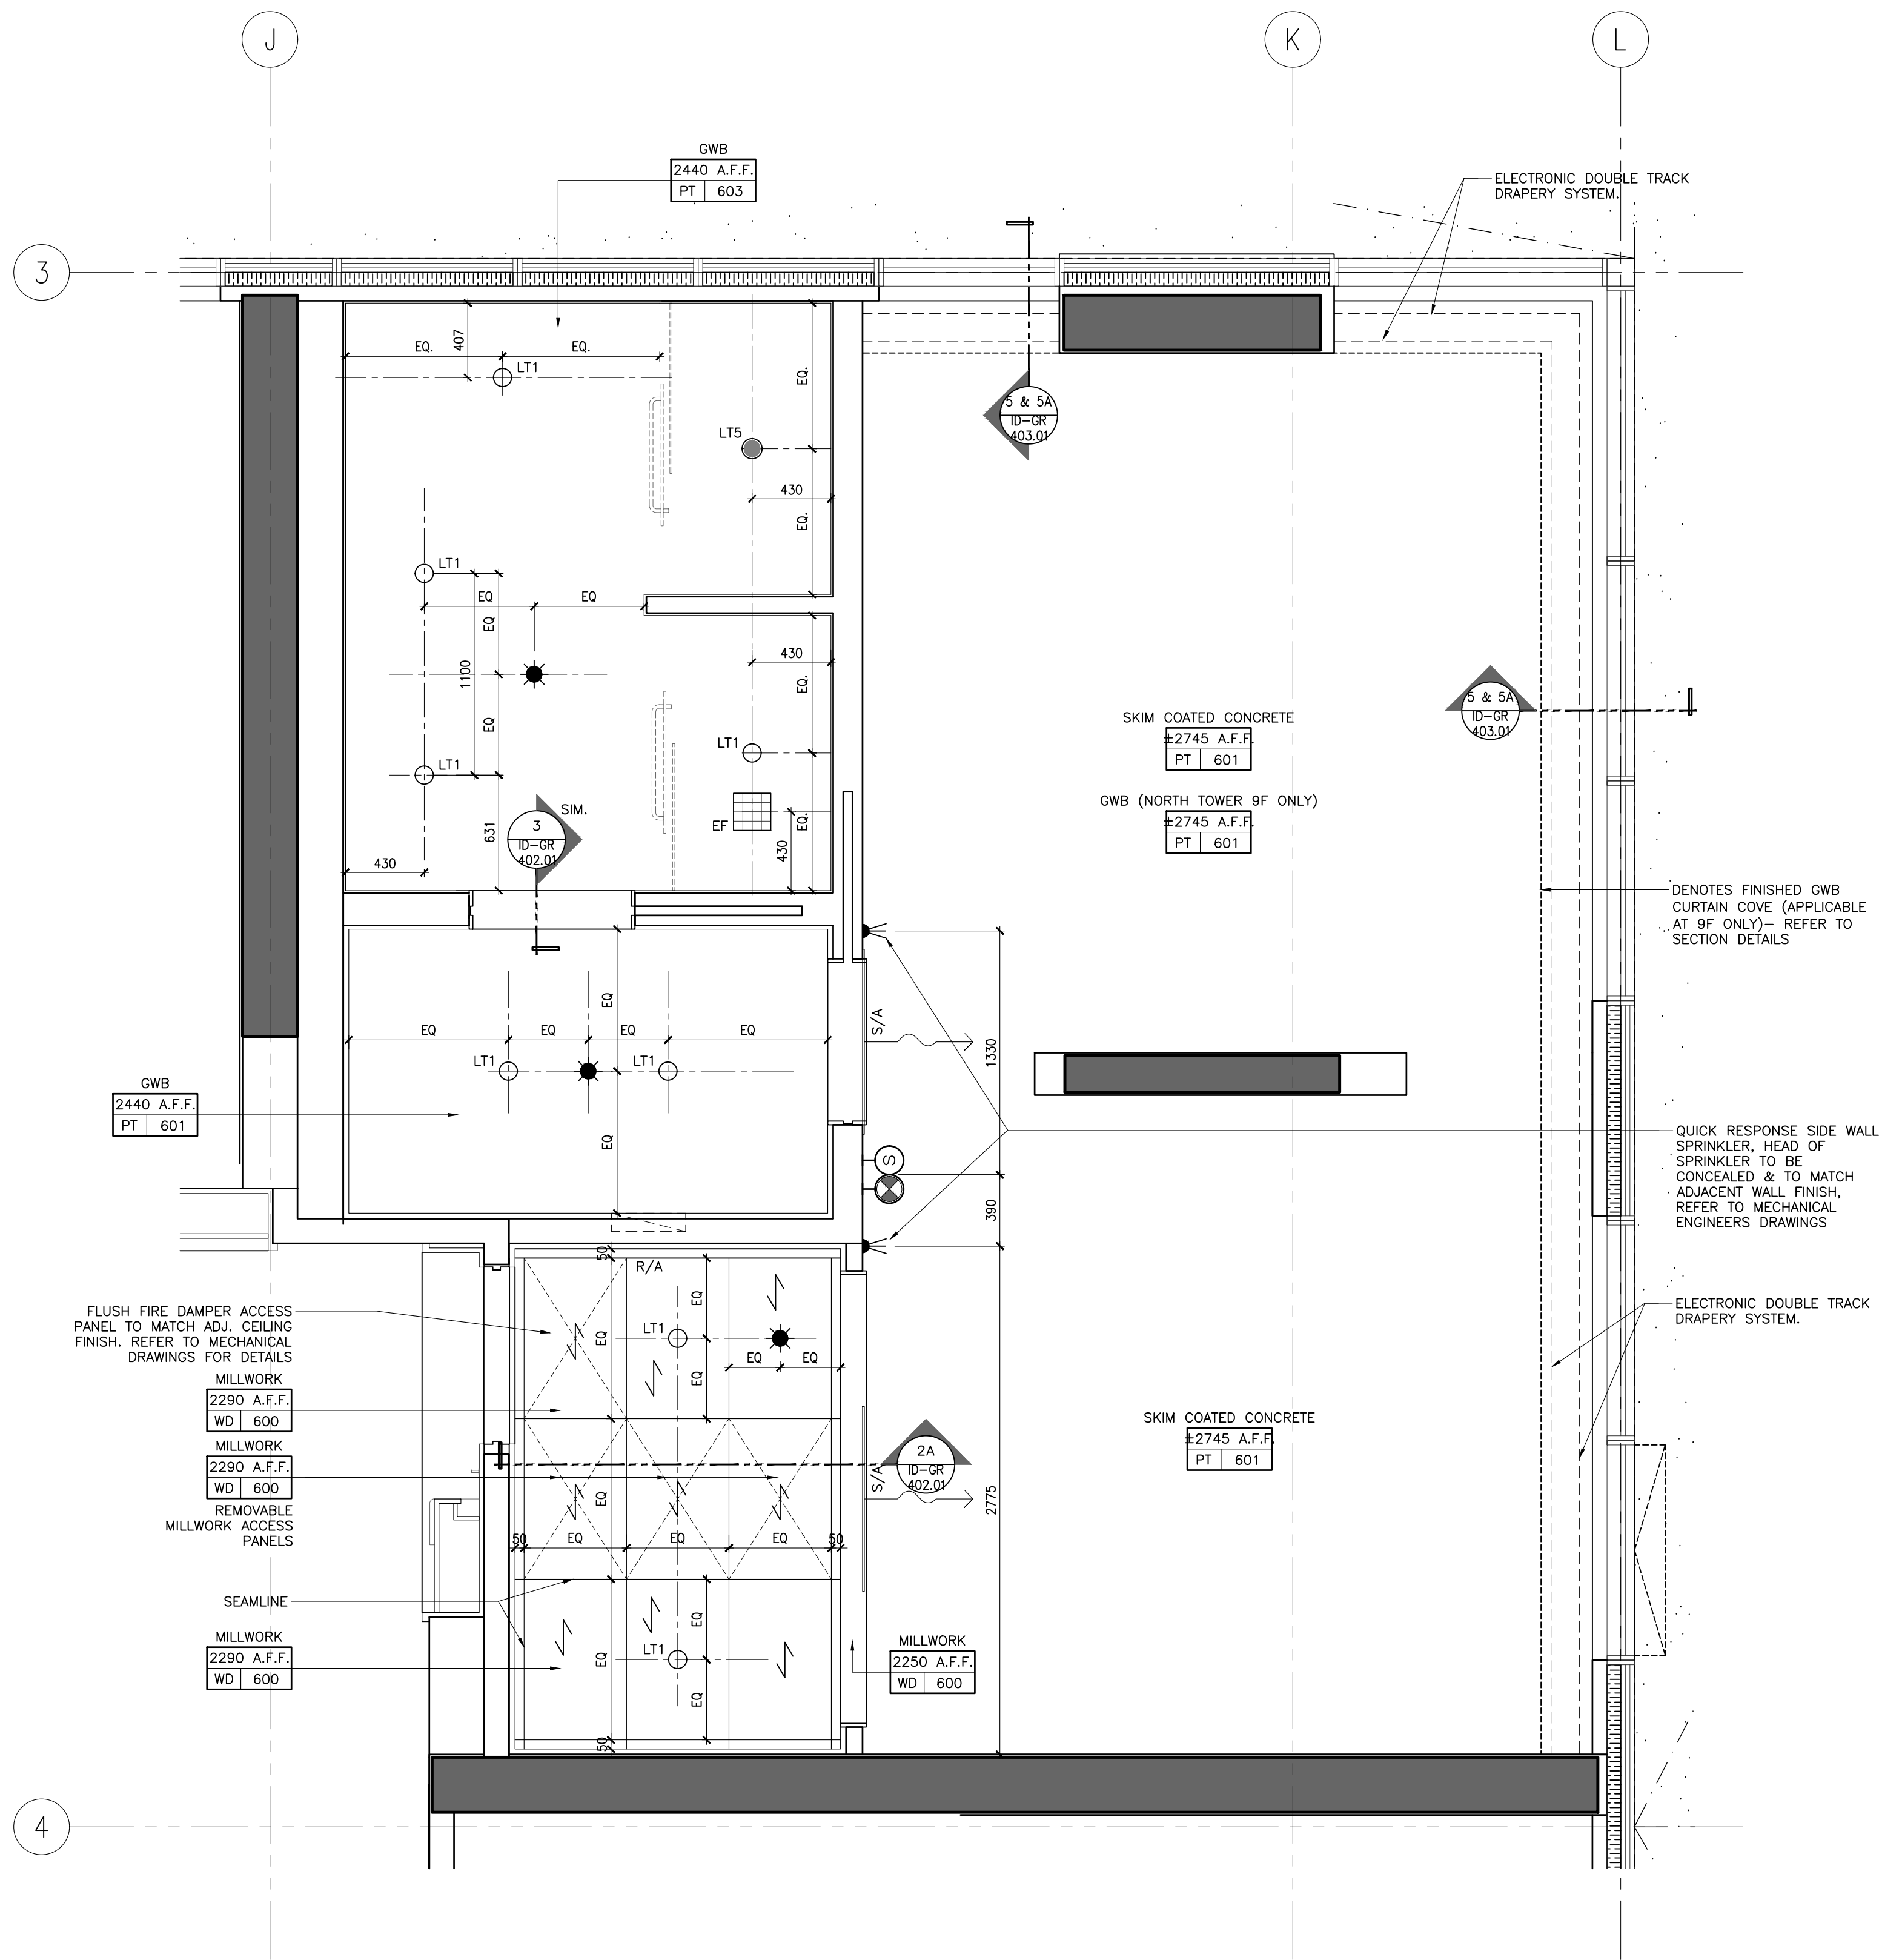 J
K
L
3
4
GWB
2440 A.F.F.
PT 603
ELECTRONIC DOUBLE TRACK
DRAPERY SYSTEM.
407
EQ.
EQ.
LT1
EQ.
LT5
430
EQ.
5 & 5A
ID-GR
403.01
LT1
EQ
EQ
EQ
1100
430
EQ.
EQ
LT1
LT1
EF
EQ.
430
631
430
3
ID-GR
402.01
SIM.
SKIM COATED CONCRETE
±2745 A.F.F.
PT 601
GWB (NORTH TOWER 9F ONLY)
±2745 A.F.F.
PT 601
5 & 5A
ID-GR
403.01
DENOTES FINISHED GWB
CURTAIN COVE (APPLICABLE
AT 9F ONLY)- REFER TO
SECTION DETAILS
EQ
EQ
EQ
EQ
EQ
LT1
LT1
EQ
S/A
1330
GWB
2440 A.F.F.
PT 601
S
390
QUICK RESPONSE SIDE WALL
SPRINKLER, HEAD OF
SPRINKLER TO BE
CONCEALED & TO MATCH
ADJACENT WALL FINISH,
REFER TO MECHANICAL
ENGINEERS DRAWINGS
50
R/A
EQ
LT1
EQ
EQ
EQ
EQ
FLUSH FIRE DAMPER ACCESS
PANEL TO MATCH ADJ. CEILING
FINISH. REFER TO MECHANICAL
DRAWINGS FOR DETAILS
MILLWORK
2290 A.F.F.
WD 600
MILLWORK
2290 A.F.F.
WD 600
REMOVABLE
MILLWORK ACCESS
PANELS
ELECTRONIC DOUBLE TRACK
DRAPERY SYSTEM.
2A
ID-GR
402.01
S/A
EQ
2775
SKIM COATED CONCRETE
±2745 A.F.F.
PT 601
50
EQ
EQ
EQ
50
SEAMLINE
EQ
LT1
EQ
EQ
50
MILLWORK
2290 A.F.F.
WD 600
MILLWORK
2250 A.F.F.
WD 600